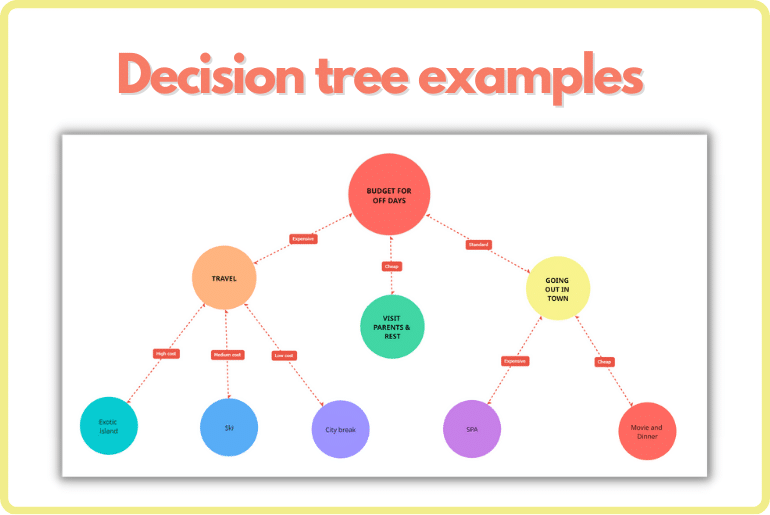 Decision tree examples
BUDGET FOR
OFF DAYS
Expensive
Cheap
Standard
TRAVEL
GOING
OUT IN
TOWN
VISIT
PARENTS &
REST
High cost
Medium cost
Low cost
Expensive
Cheap
Exotic
Island
Ski
City break
SPA
Movie and
Dinner